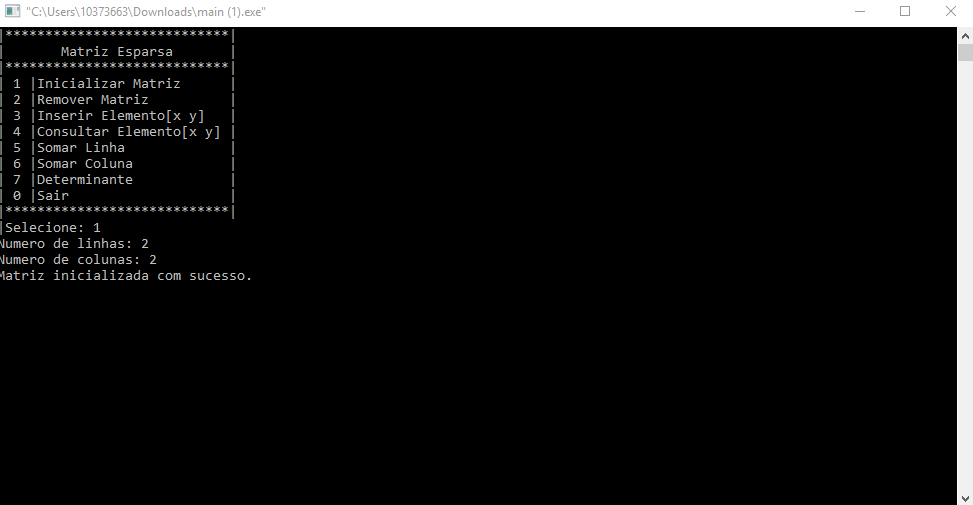 "C:\Users\10373663\Downloads\main (1).exe"
|****************************|
|       Matriz Esparsa       |
|****************************|
| 1 |Inicializar Matriz      |
| 2 |Remover Matriz          |
| 3 |Inserir Elemento[x y]   |
| 4 |Consultar Elemento[x y] |
| 5 |Somar Linha             |
| 6 |Somar Coluna            |
| 7 |Determinante            |
| 0 |Sair                    |
|****************************|
|Selecione: 1
Numero de linhas: 2
Numero de colunas: 2
Matriz inicializada com sucesso.